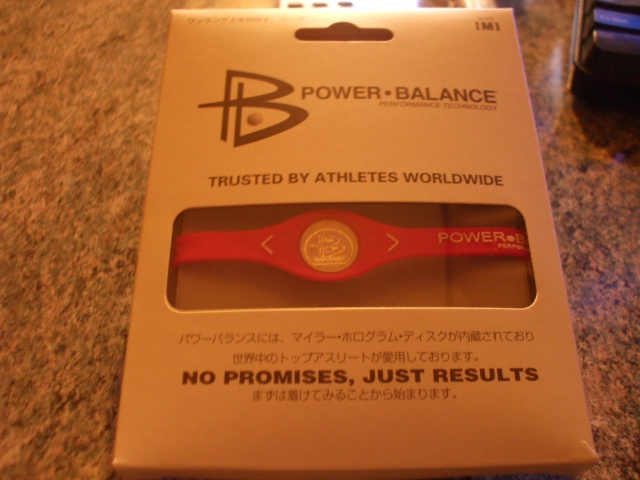 [M]
POWER•BALANCE
PERFORMANCE TECHNOLOGY
TRUSTED BY ATHLETES WORLDWIDE
POWER•B
パワーバランスには、マイラー・ホログラム・ディスクが内蔵されており
世界中のトップアスリートが愛用しております。
NO PROMISES, JUST RESULTS
まずは着けてみることから始まります。